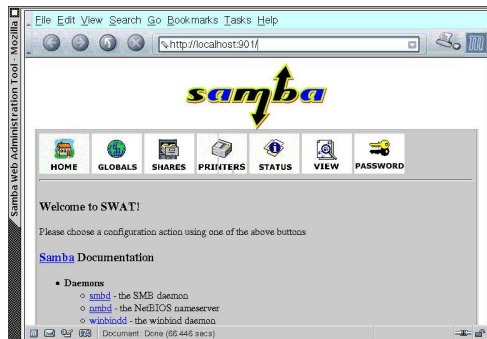 Samba Web Administration Tool - Mozilla
File Edit View Search Go Bookmarks Tasks Help
http://localhost:901/
samba
HOME GLOBALS SHARES PRINTERS STATUS VIEW PASSWORD
Welcome to SWAT!
Please choose a configuration action using one of the above buttons
Samba Documentation
Daemons
smbd - the SMB daemon
nmbd - the NetBIOS nameserver
winbindd - the winbind daemon
Document: Done (66.446 secs)